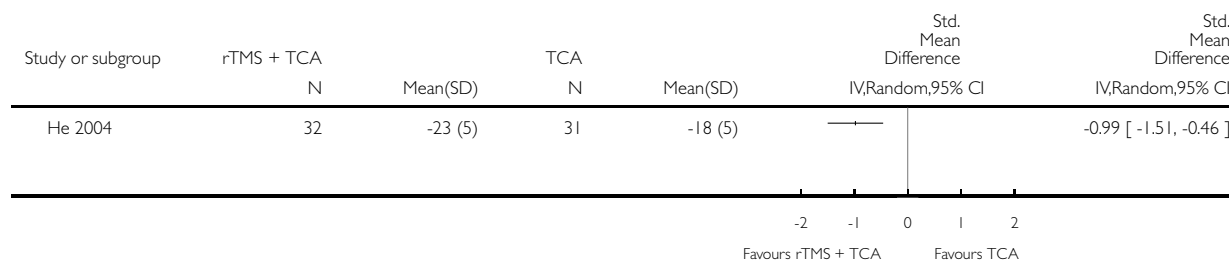 Std.
Mean
Difference
Std.
Mean
Difference
Study or subgroup rTMS + TCA TCA
N Mean(SD) N Mean(SD) IV,Random,95% CI IV,Random,95% CI
He 2004 32 -23 (5) 31 -18 (5) -0.99 [ -1.51, -0.46 ]
-2 -1 0 1 2
Favours rTMS + TCA Favours TCA